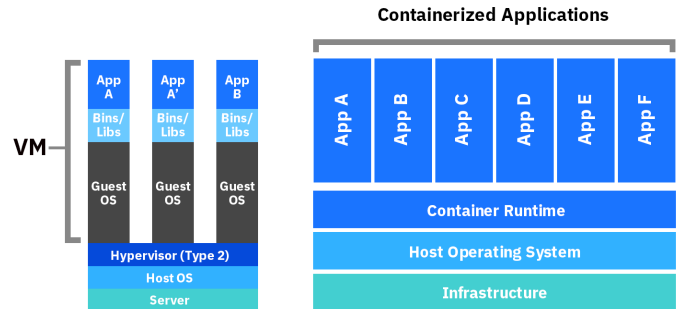 Containerized Applications
VM
App
A
App
A’
App
B
Bins/
Libs
Bins/
Libs
Bins/
Libs
Guest
OS
Guest
OS
Guest
OS
Hypervisor (Type 2)
Host OS
Server
App A
App B
App C
App D
App E
App F
Container Runtime
Host Operating System
Infrastructure